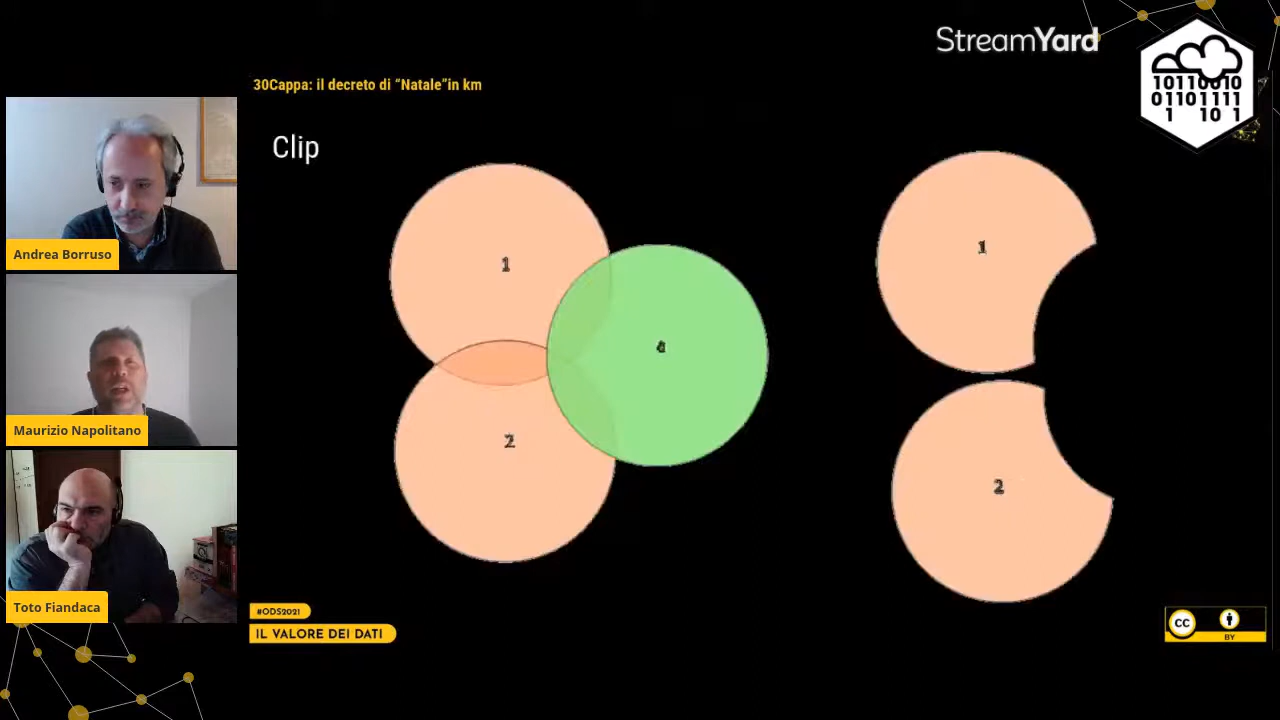 StreamYard
10110010
01101111
1 10 1
30Cappa: il decreto di “Natale”in km
Clip
Andrea Borruso
Maurizio Napolitano
Toto Fiandaca
1
2
1
2
#ODS2021
IL VALORE DEI DATI
CC
BY